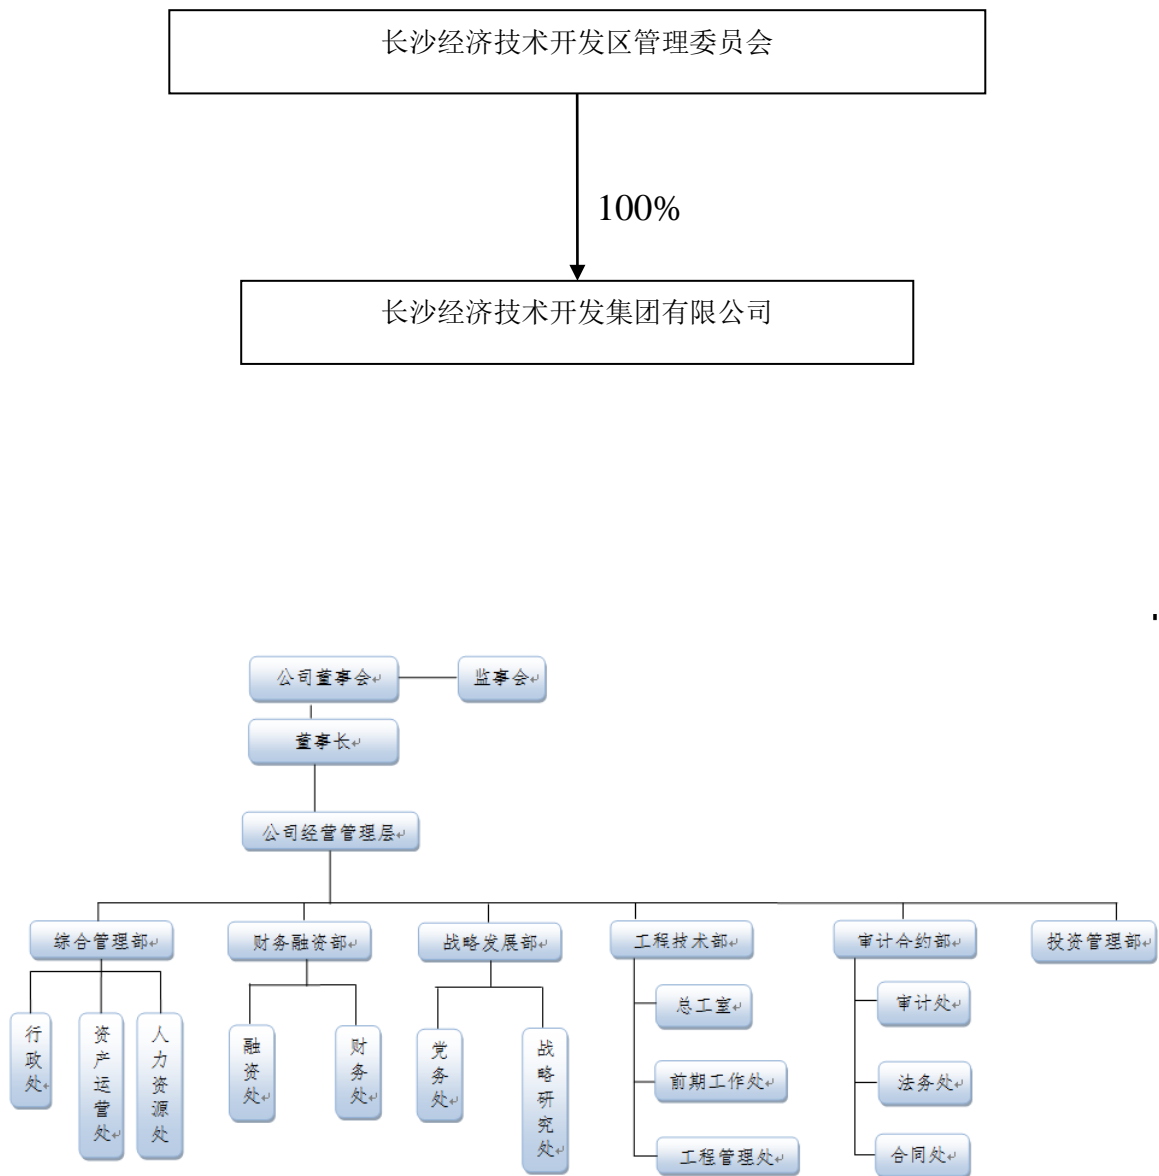 长沙经济技术开发区管理委员会
100%
长沙经济技术开发集团有限公司
公司董事会
监事会
董事长
公司经营管理层
综合管理部
财务融资部
战略发展部
工程技术部
审计合约部
投资管理部
行政处
资产运营处
人力资源处
融资处
财务处
党务处
战略研究处
总工室
前期工作处
工程管理处
审计处
法务处
合同处